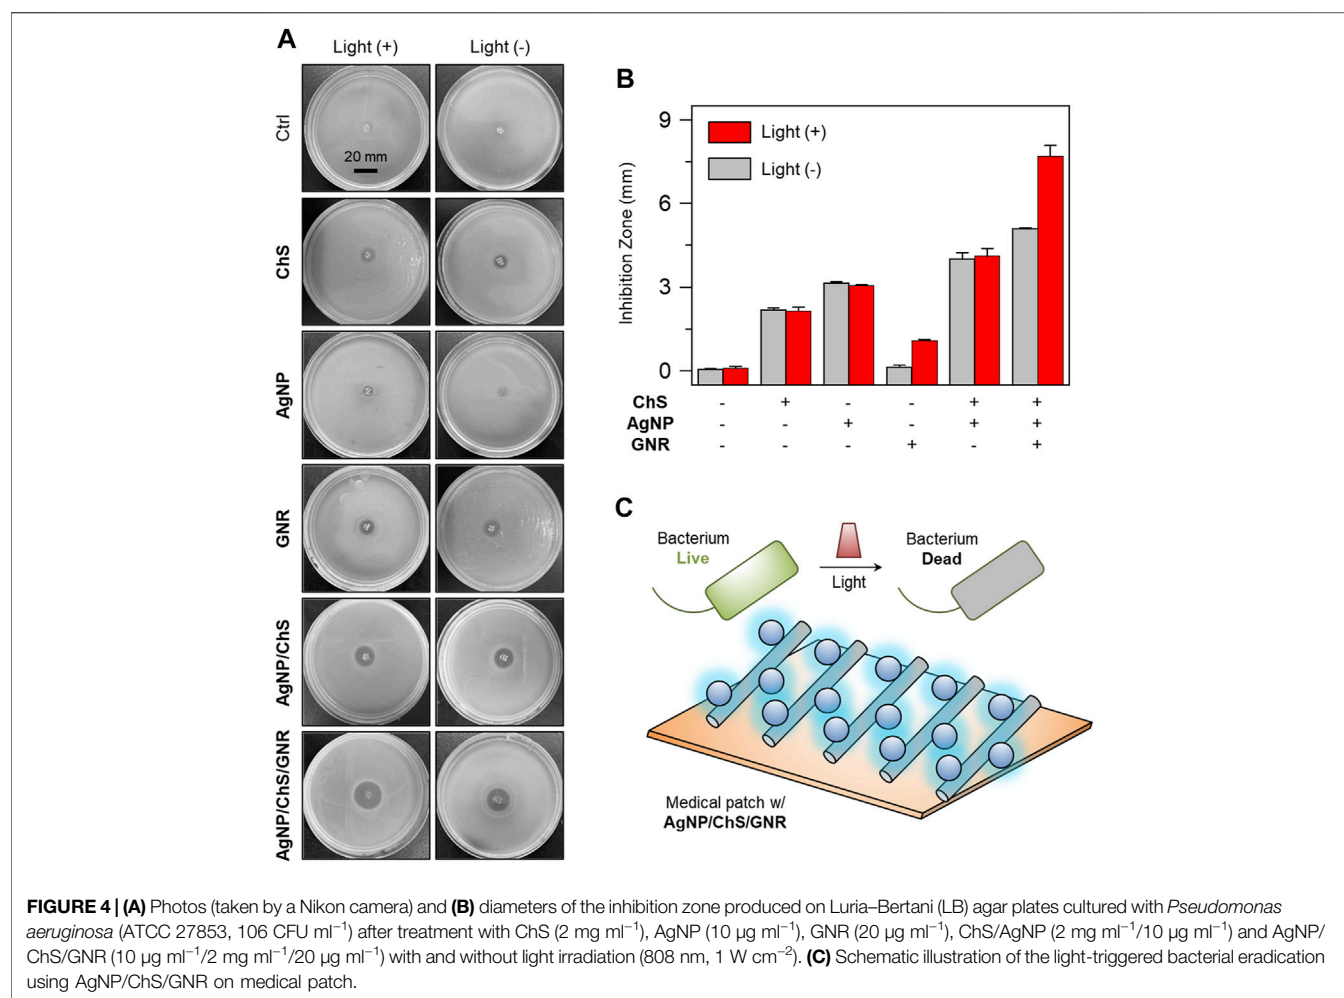 A
Light (+)
Light (-)
Ctrl
20 mm
ChS
AgNP
GNR
AgNP/ChS
AgNP/ChS/GNR
B
Inhibition Zone (mm)
9
6
3
0
Light (+)
Light (-)
ChS - + - - + +
AgNP - - + - + +
GNR - - - + - +
C
Bacterium
Live
Light
Bacterium
Dead
Medical patch w/
AgNP/ChS/GNR
FIGURE 4 | (A) Photos (taken by a Nikon camera) and (B) diameters of the inhibition zone produced on Luria–Bertani (LB) agar plates cultured with Pseudomonas
aeruginosa (ATCC 27853, 106 CFU ml⁻¹) after treatment with ChS (2 mg ml⁻¹), AgNP (10 μg ml⁻¹), GNR (20 μg ml⁻¹), ChS/AgNP (2 mg ml⁻¹/10 μg ml⁻¹) and AgNP/
ChS/GNR (10 μg ml⁻¹/2 mg ml⁻¹/20 μg ml⁻¹) with and without light irradiation (808 nm, 1 W cm⁻²). (C) Schematic illustration of the light-triggered bacterial eradication
using AgNP/ChS/GNR on medical patch.